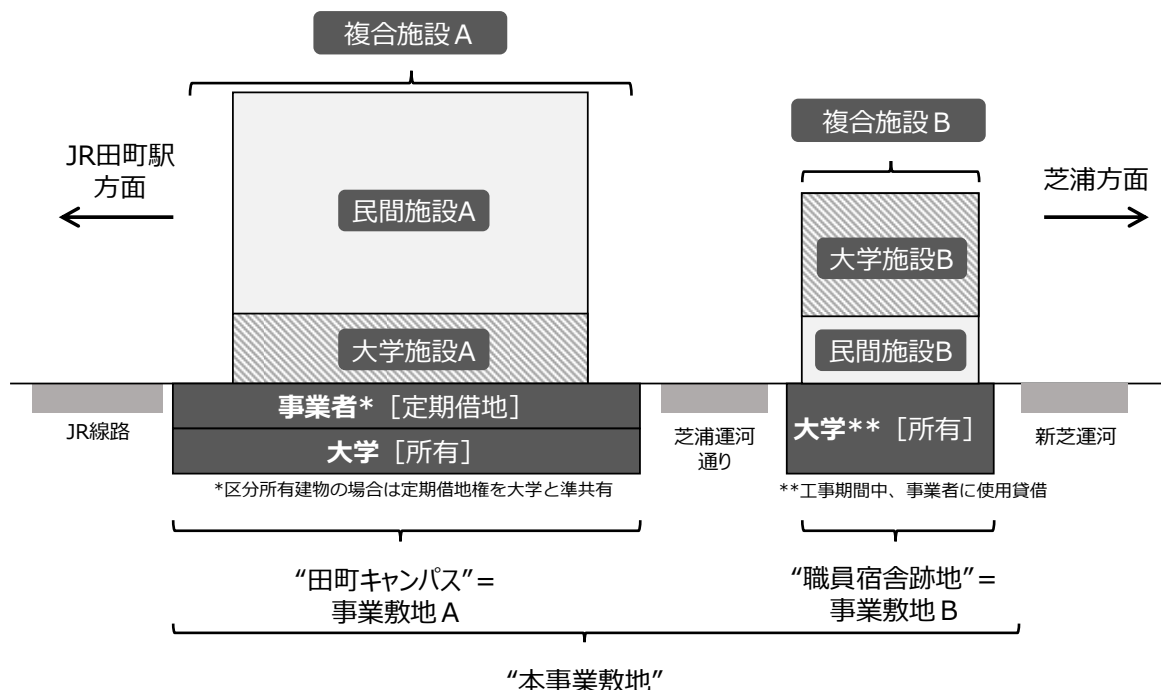 複合施設A
複合施設B
JR田町駅
方面
芝浦方面
民間施設A
大学施設B
大学施設A
民間施設B
事業者*［定期借地］
大学［所有］
大学**［所有］
JR線路
芝浦運河
通り
新芝運河
*区分所有建物の場合は定期借地権を大学と準共有
**工事期間中、事業者に使用貸借
“田町キャンパス”＝
事業敷地A
“職員宿舎跡地”＝
事業敷地B
“本事業敷地”